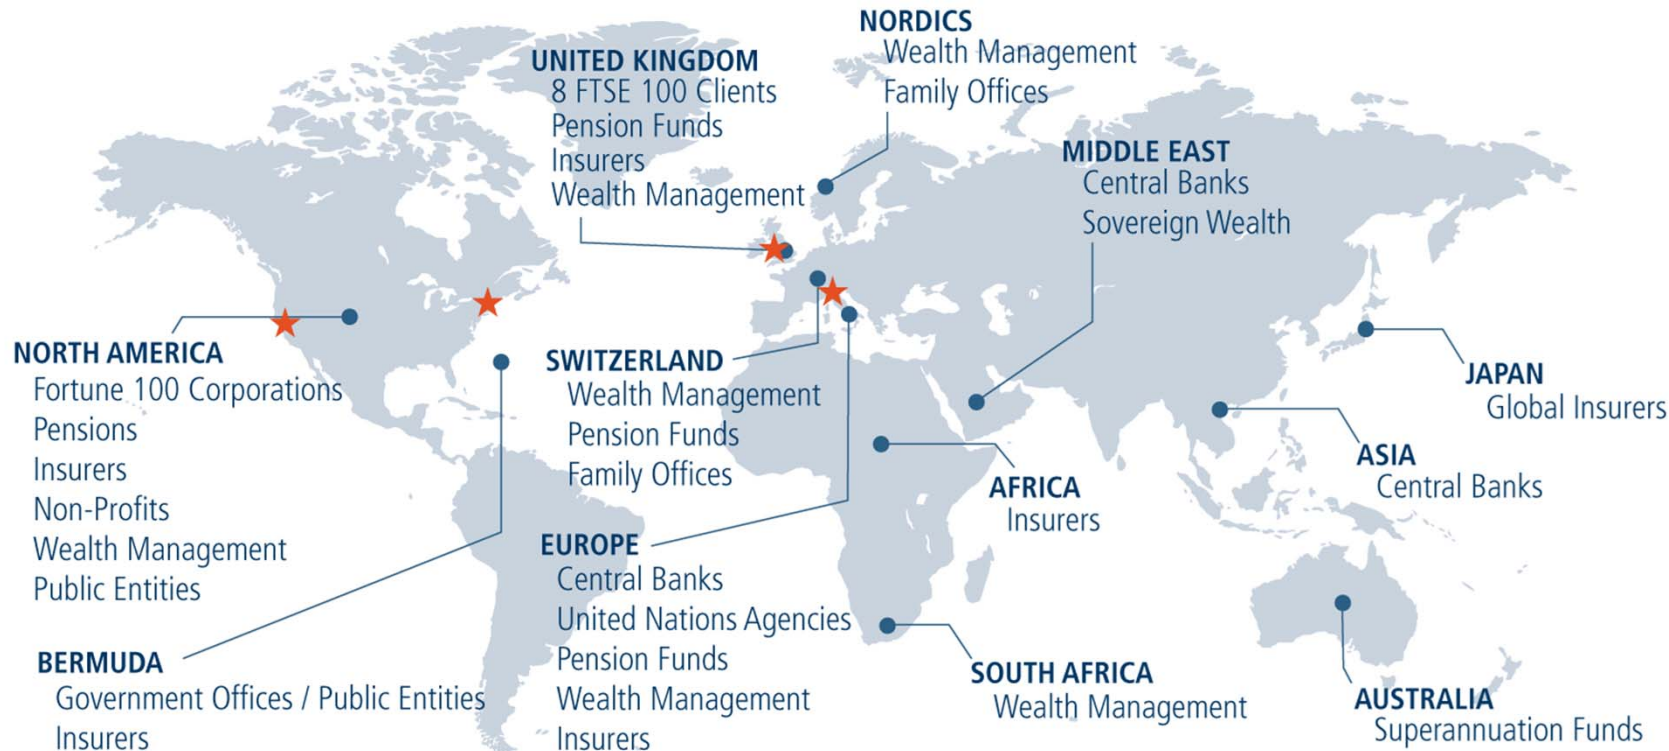 NORDICS
Wealth Management
Family Offices
UNITED KINGDOM
8 FTSE 100 Clients
Pension Funds
Insurers
Wealth Management
MIDDLE EAST
Central Banks
Sovereign Wealth
NORTH AMERICA
Fortune 100 Corporations
Pensions
Insurers
Non-Profits
Wealth Management
Public Entities
SWITZERLAND
Wealth Management
Pension Funds
Family Offices
JAPAN
Global Insurers
ASIA
Central Banks
AFRICA
Insurers
EUROPE
Central Banks
United Nations Agencies
Pension Funds
Wealth Management
Insurers
BERMUDA
Government Offices / Public Entities
Insurers
SOUTH AFRICA
Wealth Management
AUSTRALIA
Superannuation Funds